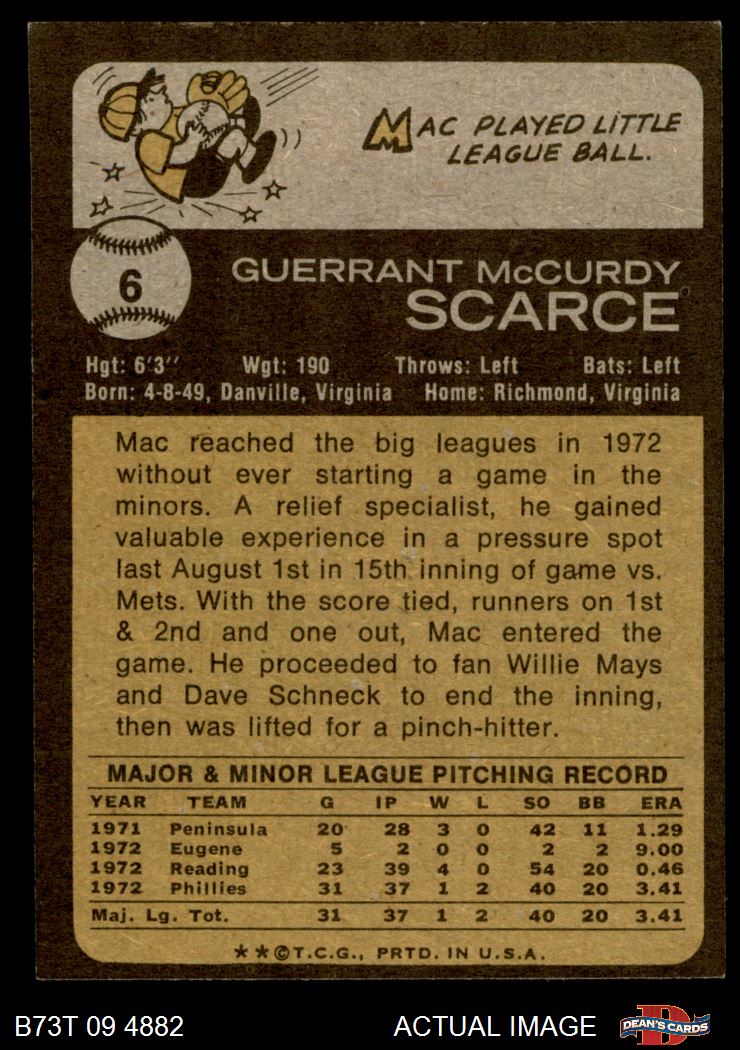 MAC PLAYED LITTLE
LEAGUE BALL.
6
GUERRANT McCURDY
SCARCE
Hgt: 6'3'' Wgt: 190 Throws: Left Bats: Left
Born: 4-8-49, Danville, Virginia Home: Richmond, Virginia
Mac reached the big leagues in 1972
without ever starting a game in the
minors. A relief specialist, he gained
valuable experience in a pressure spot
last August 1st in 15th inning of game vs.
Mets. With the score tied, runners on 1st
& 2nd and one out, Mac entered the
game. He proceeded to fan Willie Mays
and Dave Schneck to end the inning,
then was lifted for a pinch-hitter.
MAJOR & MINOR LEAGUE PITCHING RECORD
YEAR TEAM G IP W L SO BB ERA
1971 Peninsula 20 28 3 0 42 11 1.29
1972 Eugene 5 2 0 0 2 2 9.00
1972 Reading 23 39 4 0 54 20 0.46
1972 Phillies 31 37 1 2 40 20 3.41
Maj. Lg. Tot. 31 37 1 2 40 20 3.41
★★©T.C.G., PRTD. IN U.S.A.
B73T 09 4882 ACTUAL IMAGE D DEAN'S CARDS